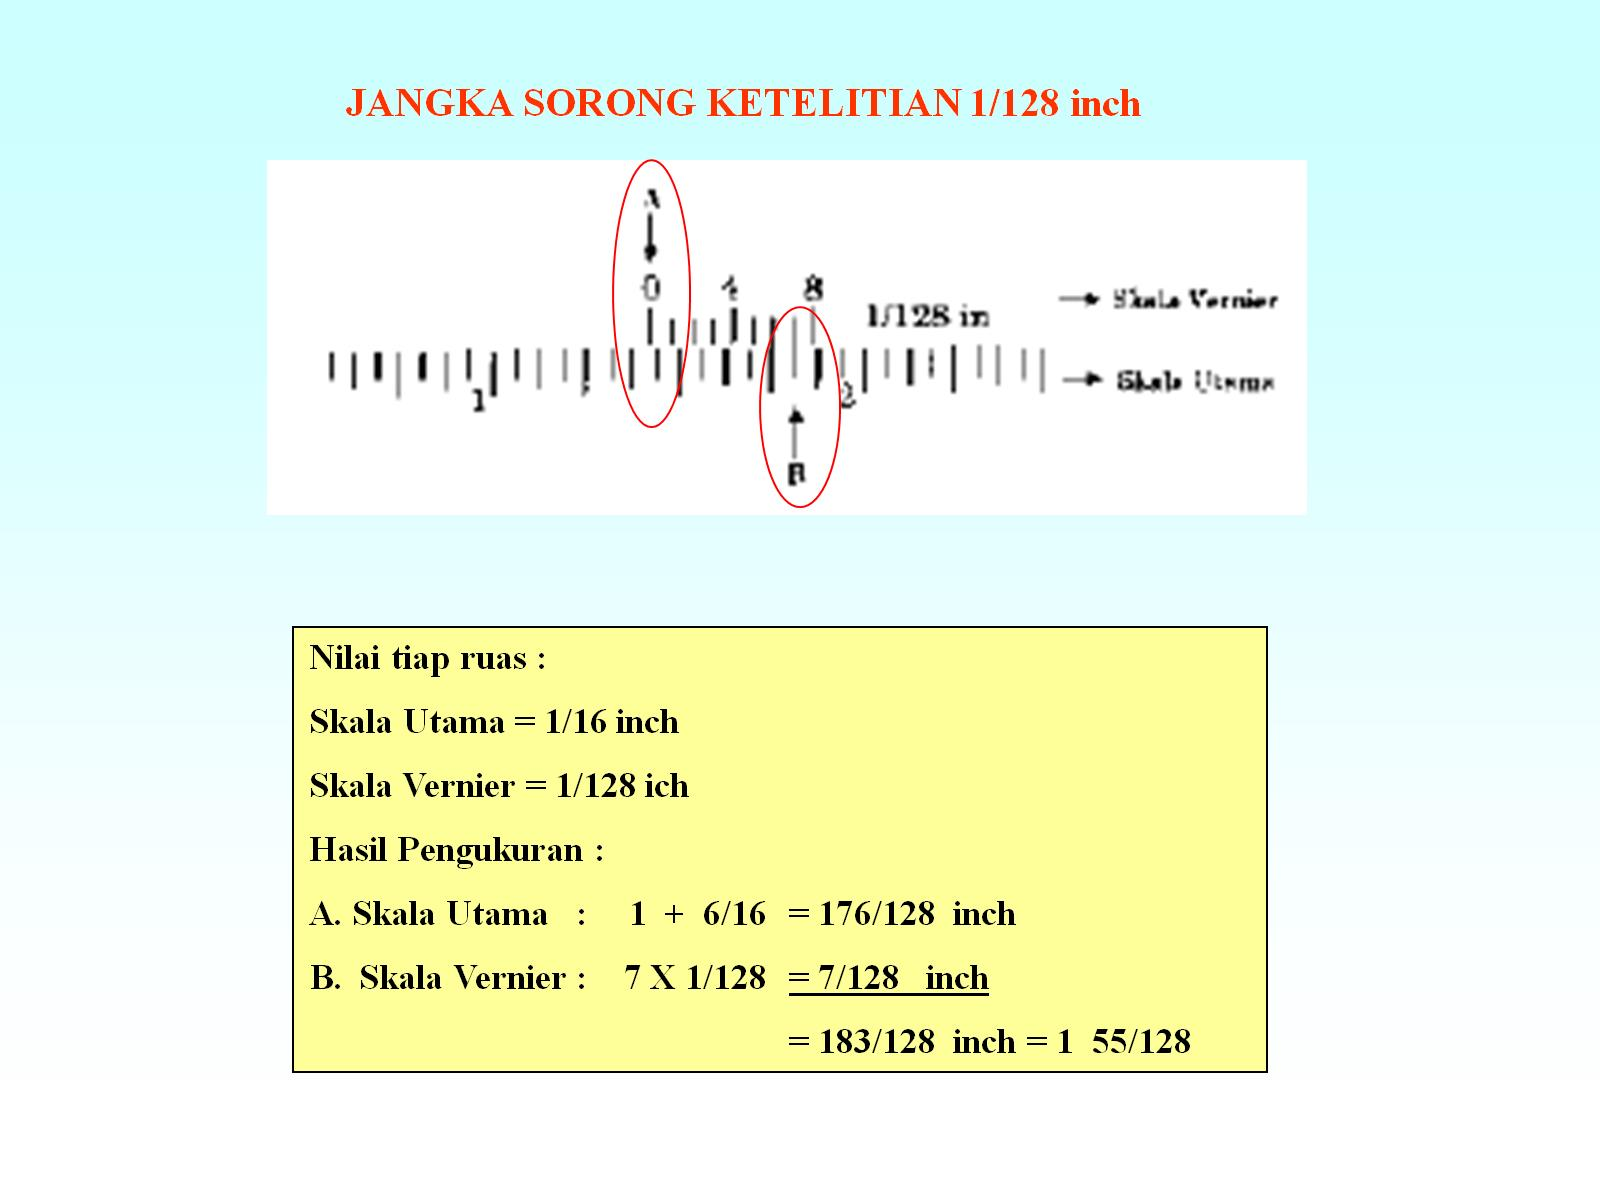 JANGKA SORONG KETELITIAN 1/128 inch
A
0 4 8
1/128 in
Skala Vernier
1 2
Skala Utama
B
Nilai tiap ruas :
Skala Utama = 1/16 inch
Skala Vernier = 1/128 ich
Hasil Pengukuran :
A. Skala Utama : 1 + 6/16 = 176/128 inch
B. Skala Vernier : 7 X 1/128 = 7/128 inch
= 183/128 inch = 1 55/128